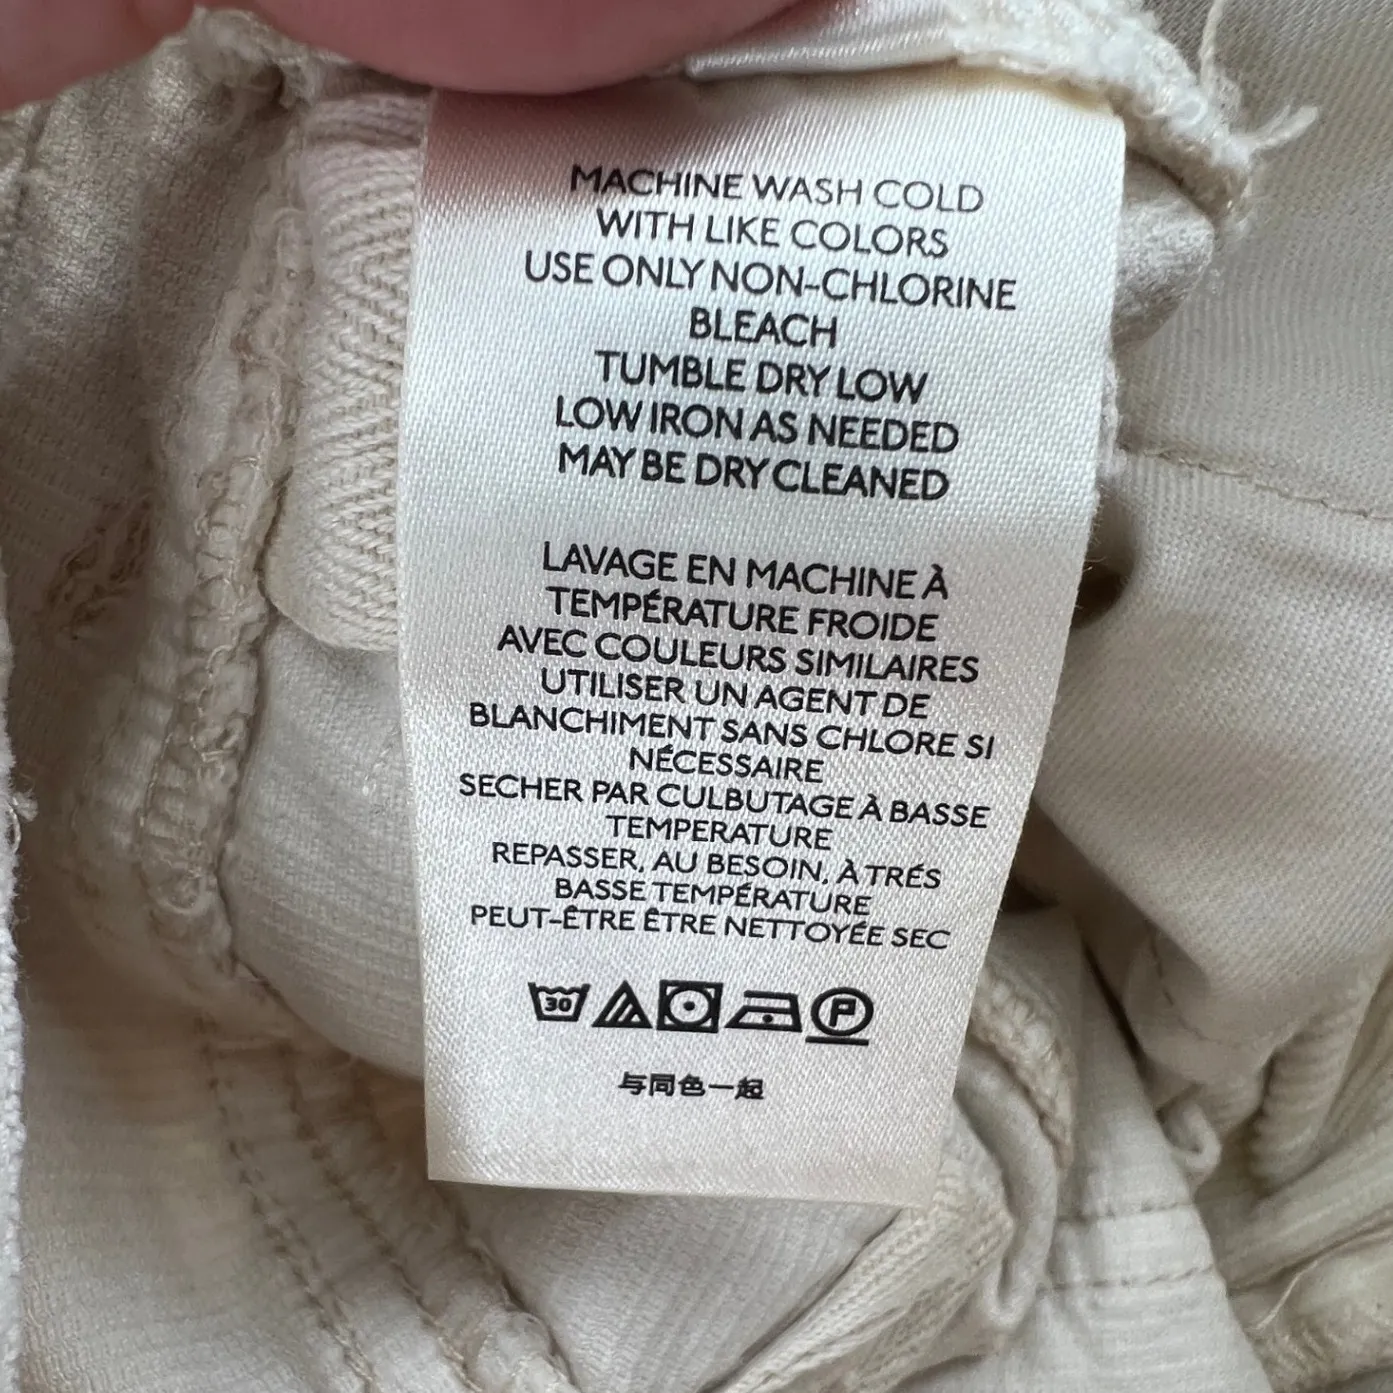 MACHINE WASH COLD
WITH LIKE COLORS
USE ONLY NON-CHLORINE
BLEACH
TUMBLE DRY LOW
LOW IRON AS NEEDED
MAY BE DRY CLEANED
LAVAGE EN MACHINE À
TEMPÉRATURE FROIDE
AVEC COULEURS SIMILAIRES
UTILISER UN AGENT DE
BLANCHIMENT SANS CHLORE SI
NÉCESSAIRE
SECHER PAR CULBUTAGE À BASSE
TEMPERATURE
REPASSER, AU BESOIN, À TRÉS
BASSE TEMPÉRATURE
PEUT-ÊTRE ÊTRE NETTOYÉE SEC
30 P
与同色一起